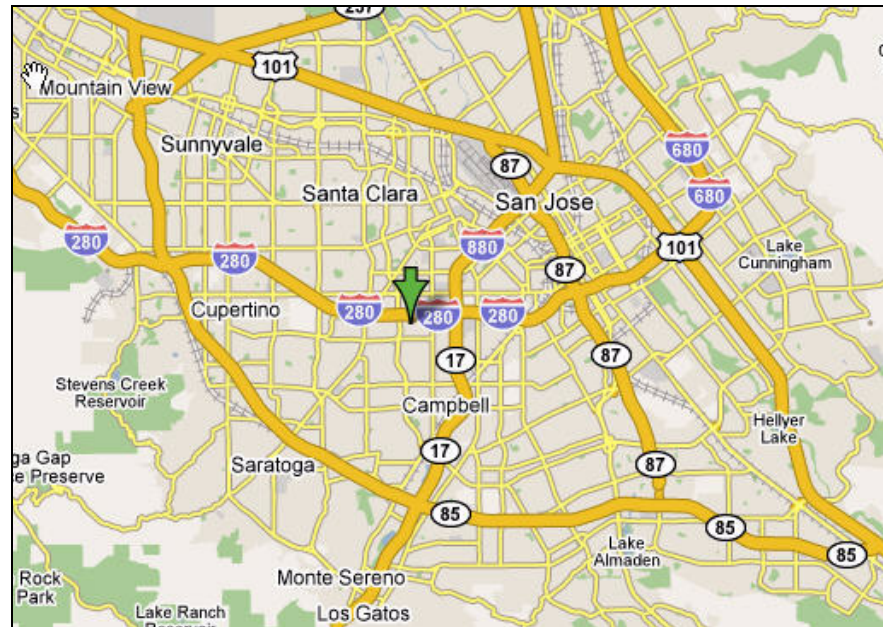 237
101
Mountain View
Sunnyvale
87
680
Santa Clara
680
San Jose
280
280
880
101
Lake
Cunningham
87
Cupertino
280
280
280
17
87
Stevens Creek
Reservoir
Campbell
Hellyer
Lake
17
ga Gap
e Preserve
Saratoga
87
85
85
85
Lake
Almaden
Rock
Park
Monte Sereno
Lake Ranch
Reservoir
Los Gatos